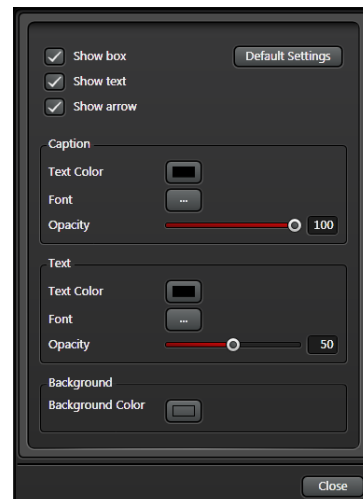 Show box Default Settings
Show text
Show arrow
Caption
Text Color
Font ...
Opacity 100
Text
Text Color
Font ...
Opacity 50
Background
Background Color
Close